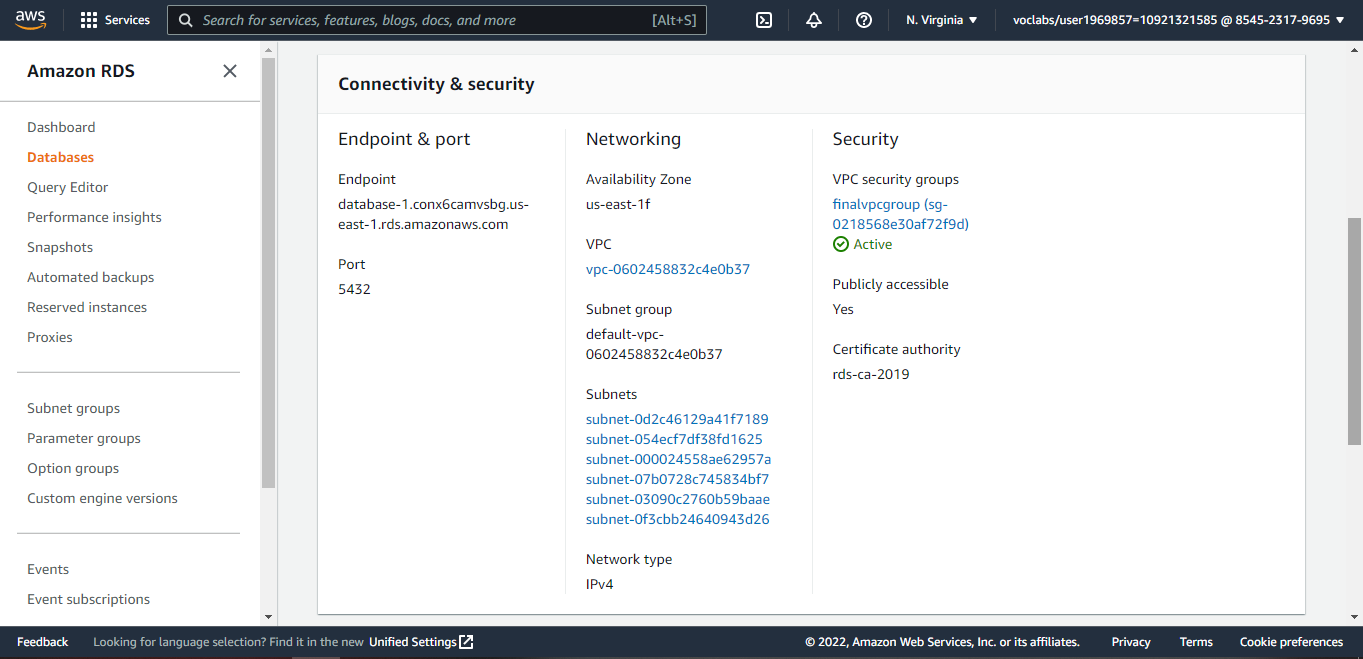 aws
Services
Search for services, features, blogs, docs, and more
[Alt+S]
N. Virginia
voclabs/user1969857=10921321585 @ 8545-2317-9695
Amazon RDS
Dashboard
Databases
Query Editor
Performance insights
Snapshots
Automated backups
Reserved instances
Proxies
Subnet groups
Parameter groups
Option groups
Custom engine versions
Events
Event subscriptions
Connectivity & security
Endpoint & port
Endpoint
database-1.conx6camvsbg.us-
east-1.rds.amazonaws.com
Port
5432
Networking
Availability Zone
us-east-1f
VPC
vpc-0602458832c4e0b37
Subnet group
default-vpc-
0602458832c4e0b37
Subnets
subnet-0d2c46129a41f7189
subnet-054ecf7df38fd1625
subnet-000024558ae62957a
subnet-07b0728c745834bf7
subnet-03090c2760b59baae
subnet-0f3cbb24640943d26
Network type
IPv4
Security
VPC security groups
finalvpcgroup (sg-
0218568e30af72f9d)
Active
Publicly accessible
Yes
Certificate authority
rds-ca-2019
Feedback
Looking for language selection? Find it in the new Unified Settings
© 2022, Amazon Web Services, Inc. or its affiliates.
Privacy
Terms
Cookie preferences